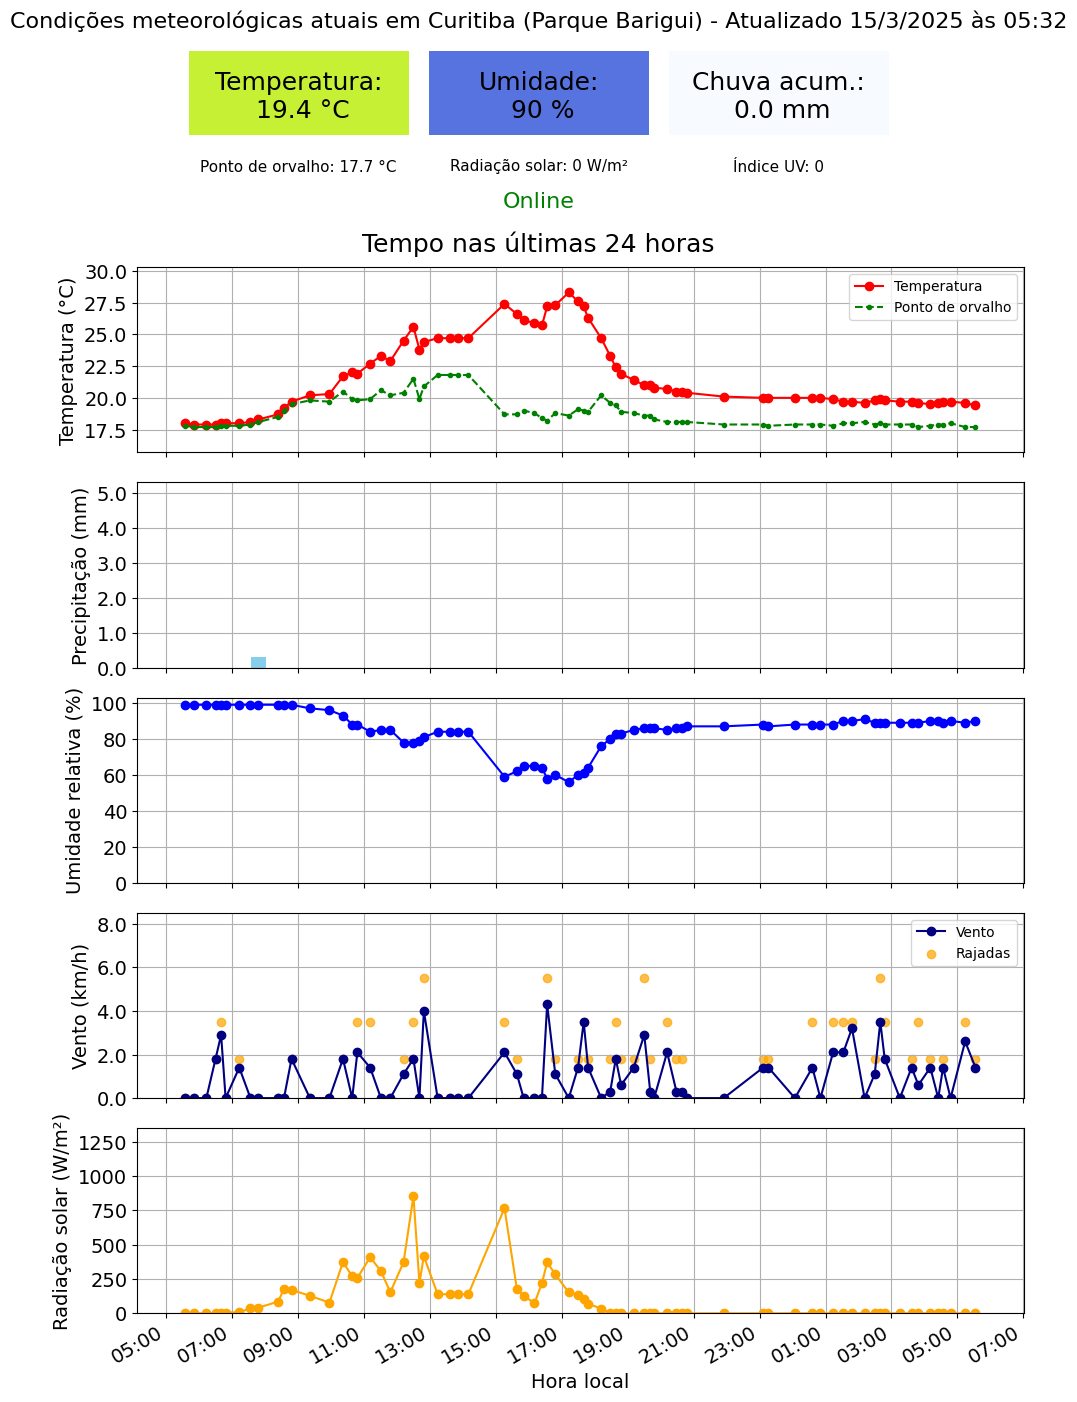 Condições meteorológicas atuais em Curitiba (Parque Barigui) - Atualizado 15/3/2025 às 05:32
Temperatura:
19.4 °C
Umidade:
90 %
Chuva acum.:
0.0 mm
Ponto de orvalho: 17.7 °C
Radiação solar: 0 W/m²
Índice UV: 0
Online
Tempo nas últimas 24 horas
Temperatura (°C)
30.0
27.5
25.0
22.5
20.0
17.5
Temperatura
Ponto de orvalho
Precipitação (mm)
5.0
4.0
3.0
2.0
1.0
0.0
Umidade relativa (%)
100
80
60
40
20
0
Vento (km/h)
8.0
6.0
4.0
2.0
0.0
Vento
Rajadas
Radiação solar (W/m²)
1250
1000
750
500
250
0
05:00
07:00
09:00
11:00
13:00
15:00
17:00
19:00
21:00
23:00
01:00
03:00
05:00
07:00
Hora local